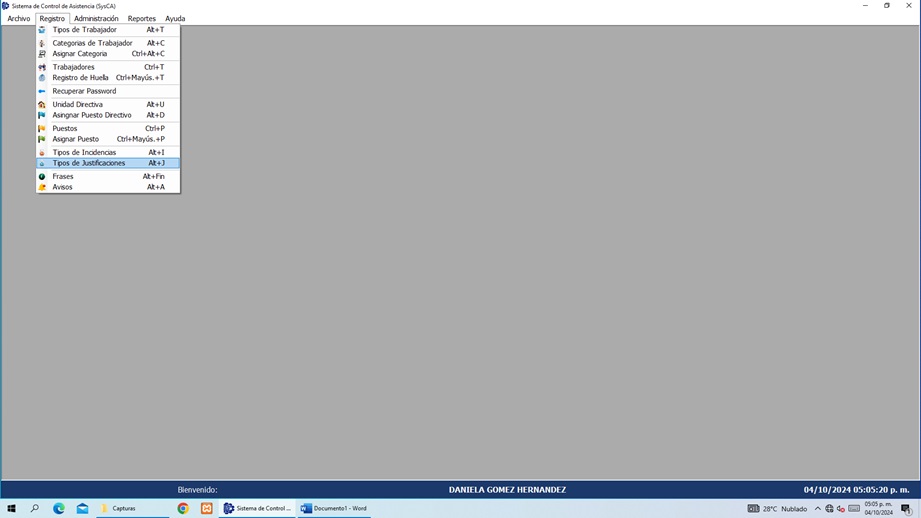 Sistema de Control de Asistencia (SysCA)
Archivo Registro Administración Reportes Ayuda
Tipos de Trabajador Alt+T
Categorias de Trabajador Alt+C
Asignar Categoria Ctrl+Alt+C
Trabajadores Ctrl+T
Registro de Huella Ctrl+Mayús.+T
Recuperar Password
Unidad Directiva Alt+U
Asingnar Puesto Directivo Alt+D
Puestos Ctrl+P
Asignar Puesto Ctrl+Mayús.+P
Tipos de Incidencias Alt+I
Tipos de Justificaciones Alt+J
Frases Alt+Fin
Avisos Alt+A
Bienvenido: DANIELA GOMEZ HERNANDEZ 04/10/2024 05:05:20 p. m.
Capturas Sistema de Control ... Documento1 - Word 28°C Nublado 05:05 p. m.
04/10/2024